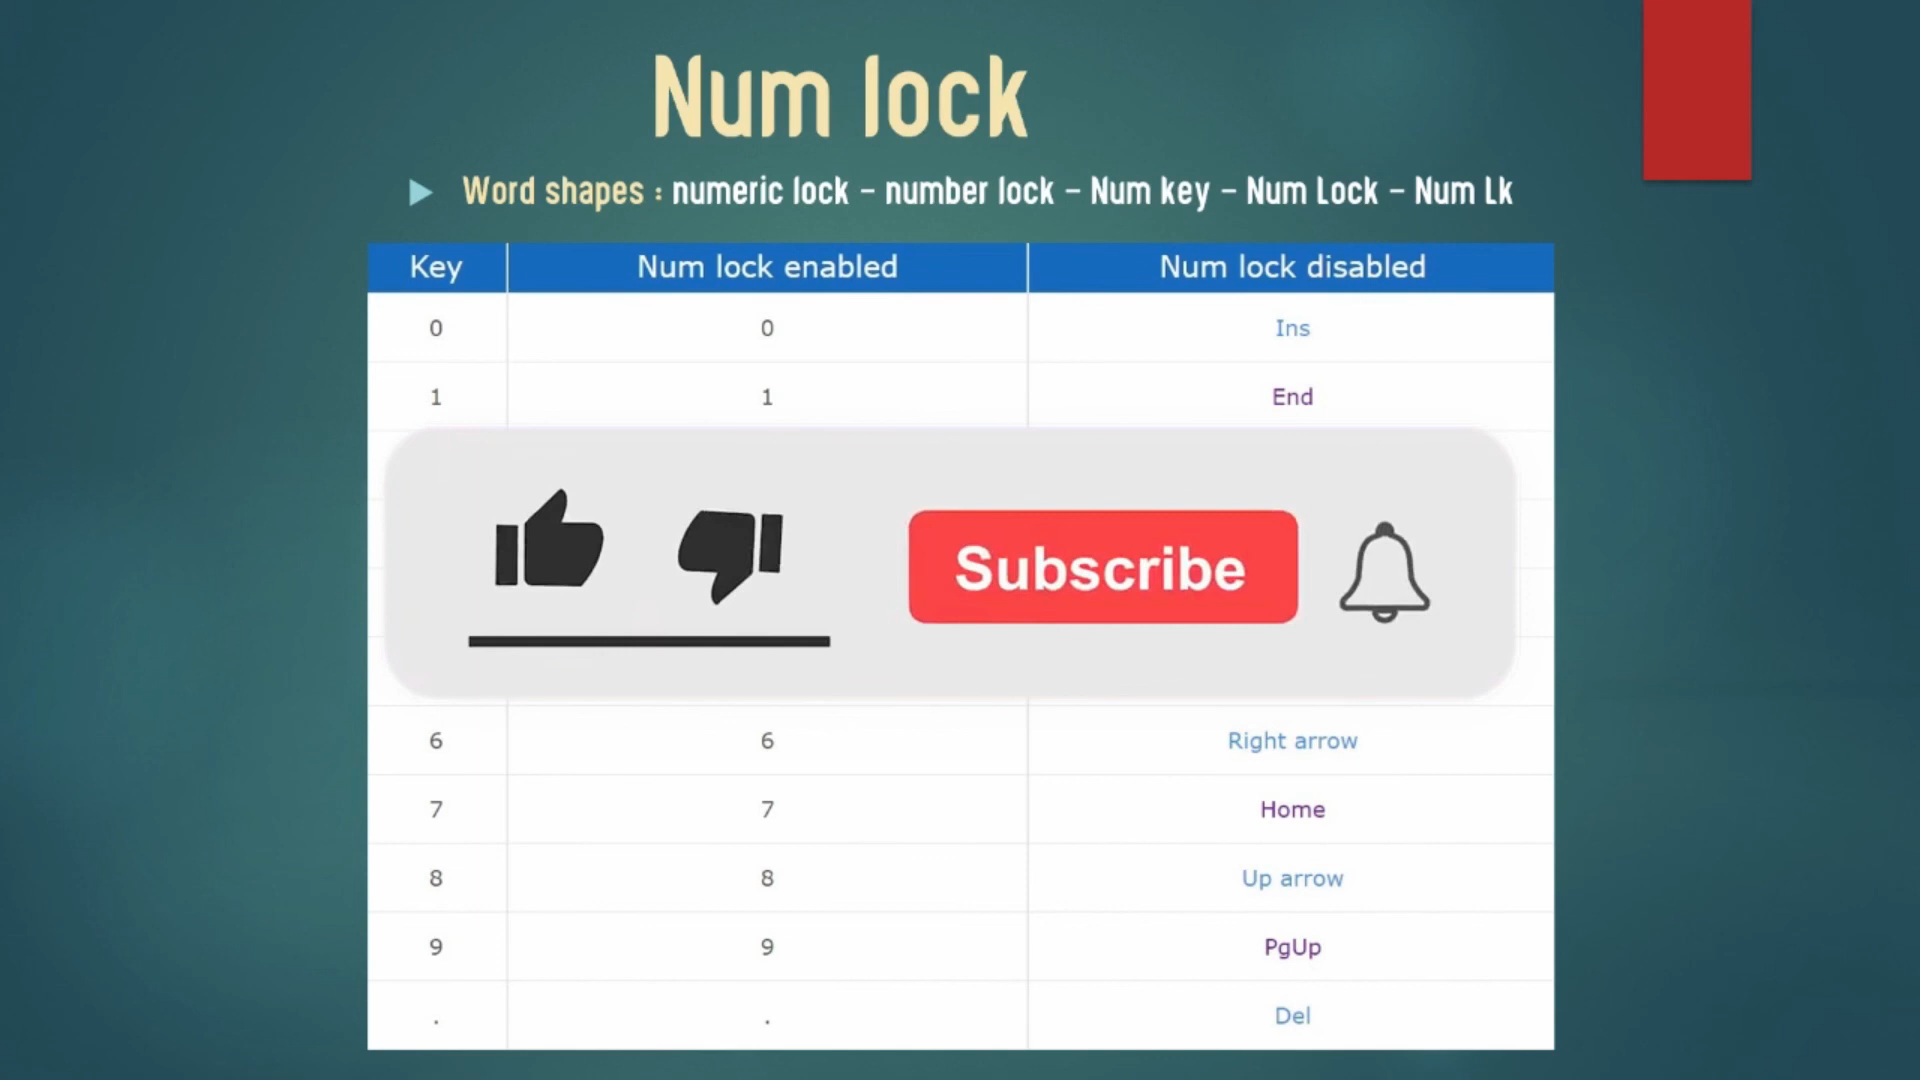 Num lock
Word shapes : numeric lock – number lock – Num key – Num Lock – Num Lk
Key Num lock enabled Num lock disabled
0 0 Ins
1 1 End
Subscribe
6 6 Right arrow
7 7 Home
8 8 Up arrow
9 9 PgUp
. . Del